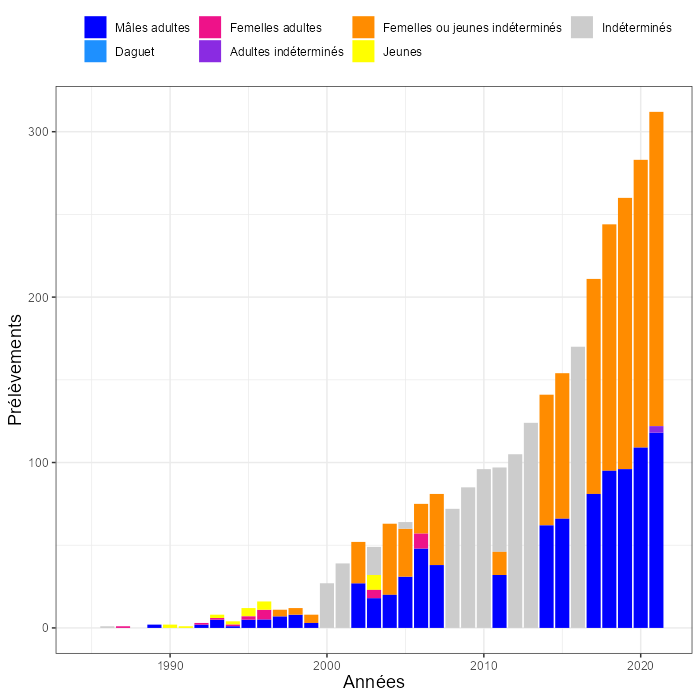 Mâles adultes Femelles adultes Femelles ou jeunes indéterminés Indéterminés
Daguet Adultes indéterminés Jeunes
300
200
100
0
Prélèvements
1990 2000 2010 2020
Années